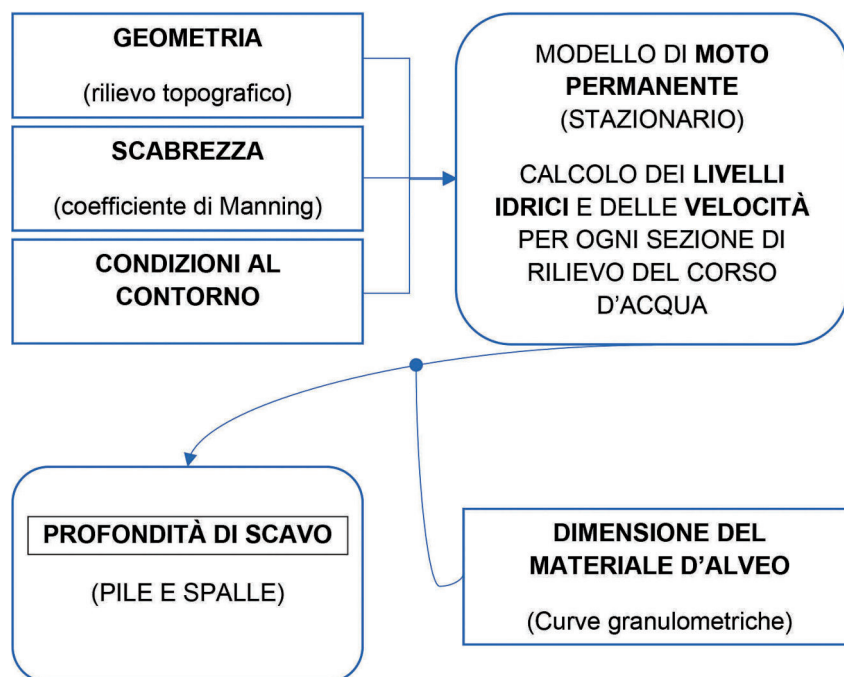 GEOMETRIA
(rilievo topografico)
SCABREZZA
(coefficiente di Manning)
CONDIZIONI AL
CONTORNO
MODELLO DI MOTO
PERMANENTE
(STAZIONARIO)
CALCOLO DEI LIVELLI
IDRICI E DELLE VELOCITÀ
PER OGNI SEZIONE DI
RILIEVO DEL CORSO
D’ACQUA
PROFONDITÀ DI SCAVO
(PILE E SPALLE)
DIMENSIONE DEL
MATERIALE D’ALVEO
(Curve granulometriche)